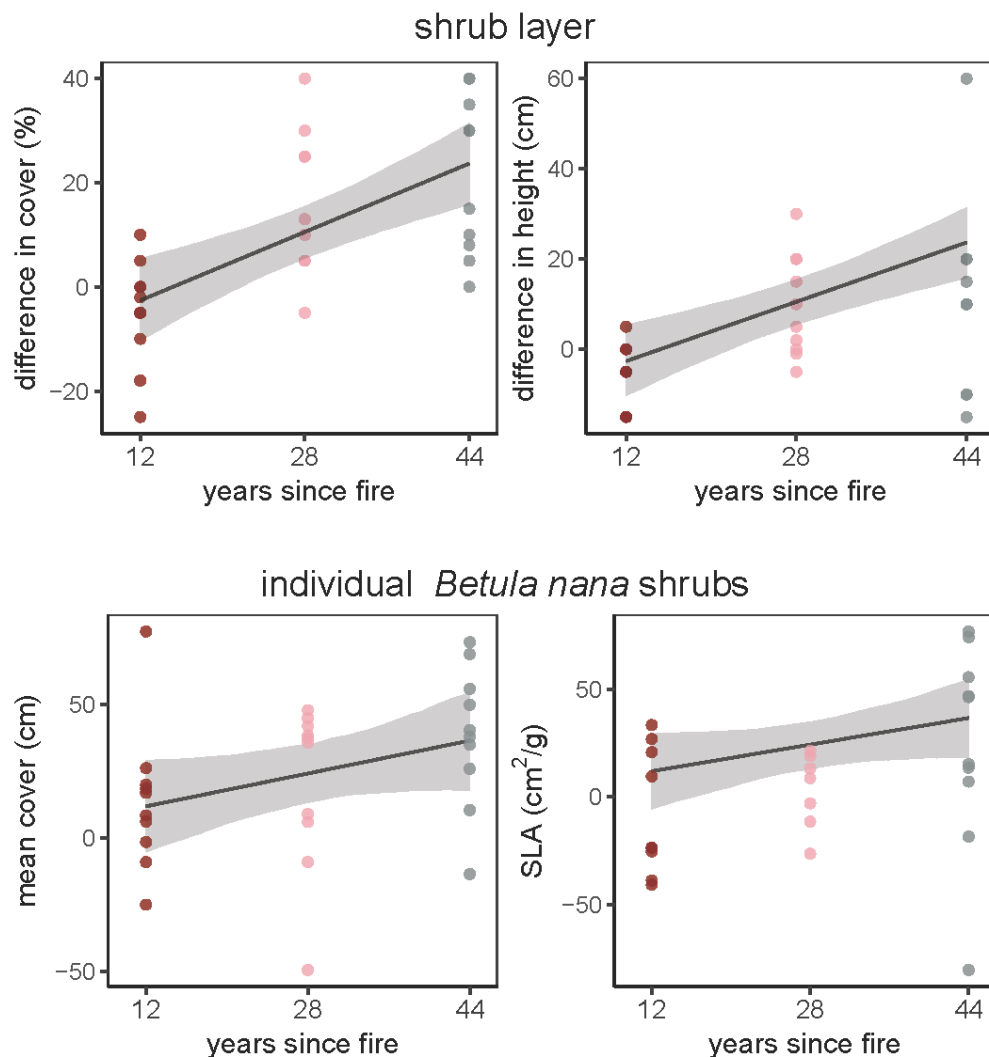 shrub layer
difference in cover (%)
40
20
0
−20
12 28 44
years since fire
difference in height (cm)
60
40
20
0
12 28 44
years since fire
individual Betula nana shrubs
mean cover (cm)
50
0
−50
12 28 44
years since fire
SLA (cm²/g)
50
0
−50
12 28 44
years since fire